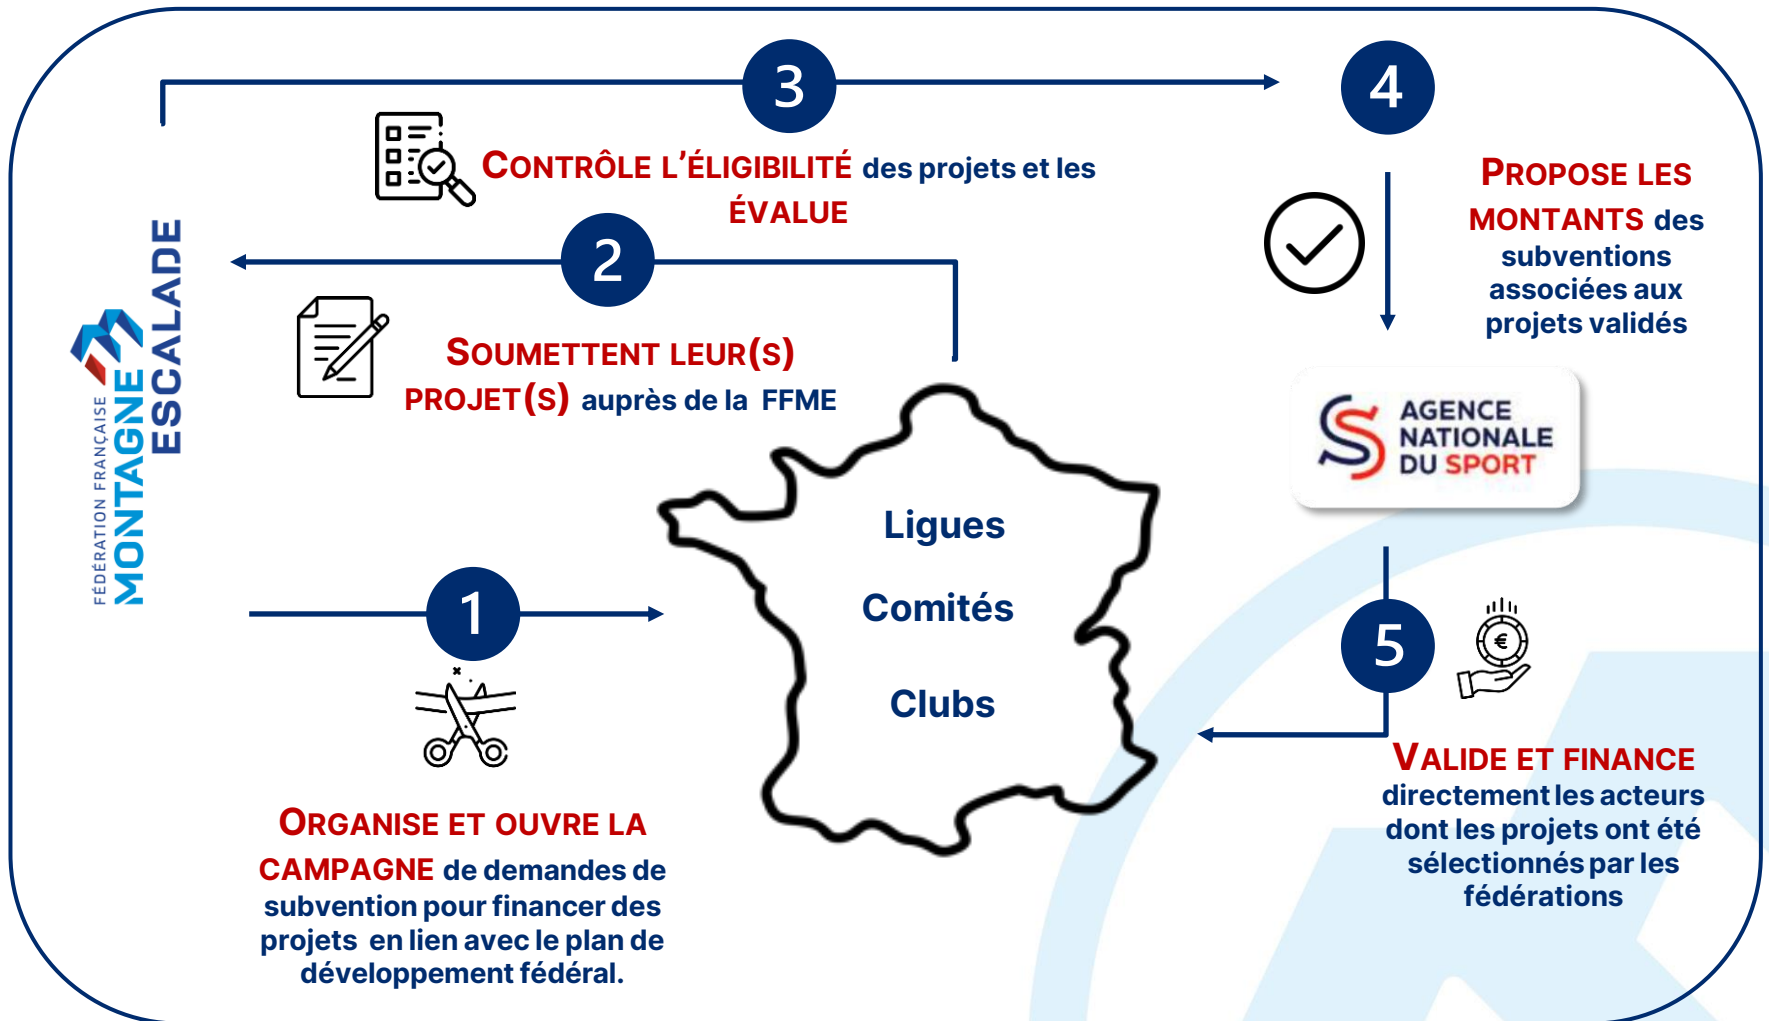 3
4
CONTRÔLE L'ÉLIGIBILITÉ des projets et les
ÉVALUE
PROPOSE LES
MONTANTS des
subventions
associées aux
projets validés
2
SOUMETTENT LEUR(S)
PROJET(S) auprès de la FFME
FÉDÉRATION FRANÇAISE
MONTAGNE
ESCALADE
AGENCE
NATIONALE
DU SPORT
Ligues
Comités
Clubs
1
ORGANISE ET OUVRE LA
CAMPAGNE de demandes de
subvention pour financer des
projets en lien avec le plan de
développement fédéral.
5
€
VALIDE ET FINANCE
directement les acteurs
dont les projets ont été
sélectionnés par les
fédérations